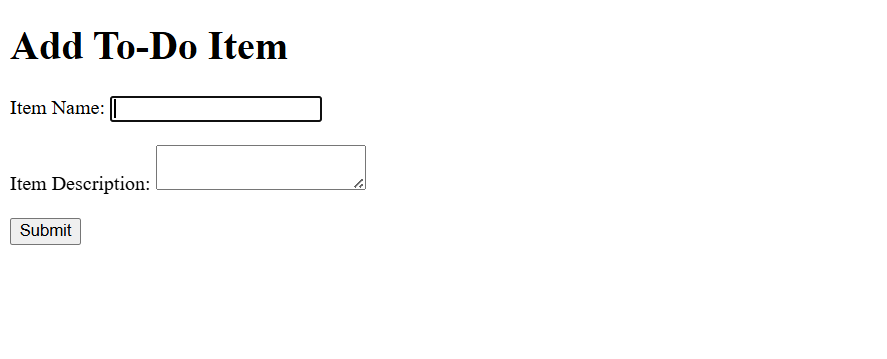 Add To-Do Item
Item Name:
Item Description:
Submit